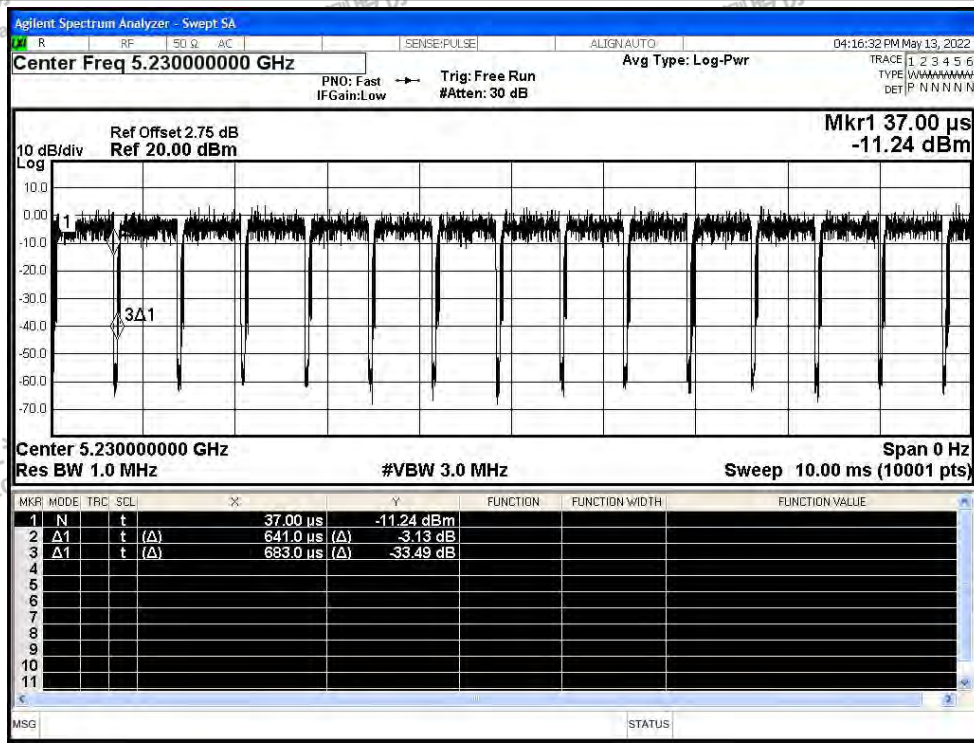 Agilent Spectrum Analyzer - Swept SA
R RF 50 Ω AC SENSE:PULSE ALIGN AUTO 04:16:32 PM May 13, 2022
Center Freq 5.230000000 GHz
PNO: Fast
IFGain:Low
Trig: Free Run
#Atten: 30 dB
Avg Type: Log-Pwr
TRACE 1 2 3 4 5 6
TYPE WWWWWW
DET P N N N N N
Mkr1 37.00 µs
-11.24 dBm
Ref Offset 2.75 dB
10 dB/div Ref 20.00 dBm
Log
10.0
0.00
-10.0
-20.0
-30.0
-40.0
-50.0
-60.0
-70.0
1
3Δ1
Center 5.230000000 GHz Span 0 Hz
Res BW 1.0 MHz #VBW 3.0 MHz Sweep 10.00 ms (10001 pts)
MKR MODE TRC SCL X Y FUNCTION FUNCTION WIDTH FUNCTION VALUE
1 N t 37.00 µs -11.24 dBm
2 Δ1 t (Δ) 641.0 µs (Δ) -3.13 dB
3 Δ1 t (Δ) 683.0 µs (Δ) -33.49 dB
4
5
6
7
8
9
10
11
MSG STATUS